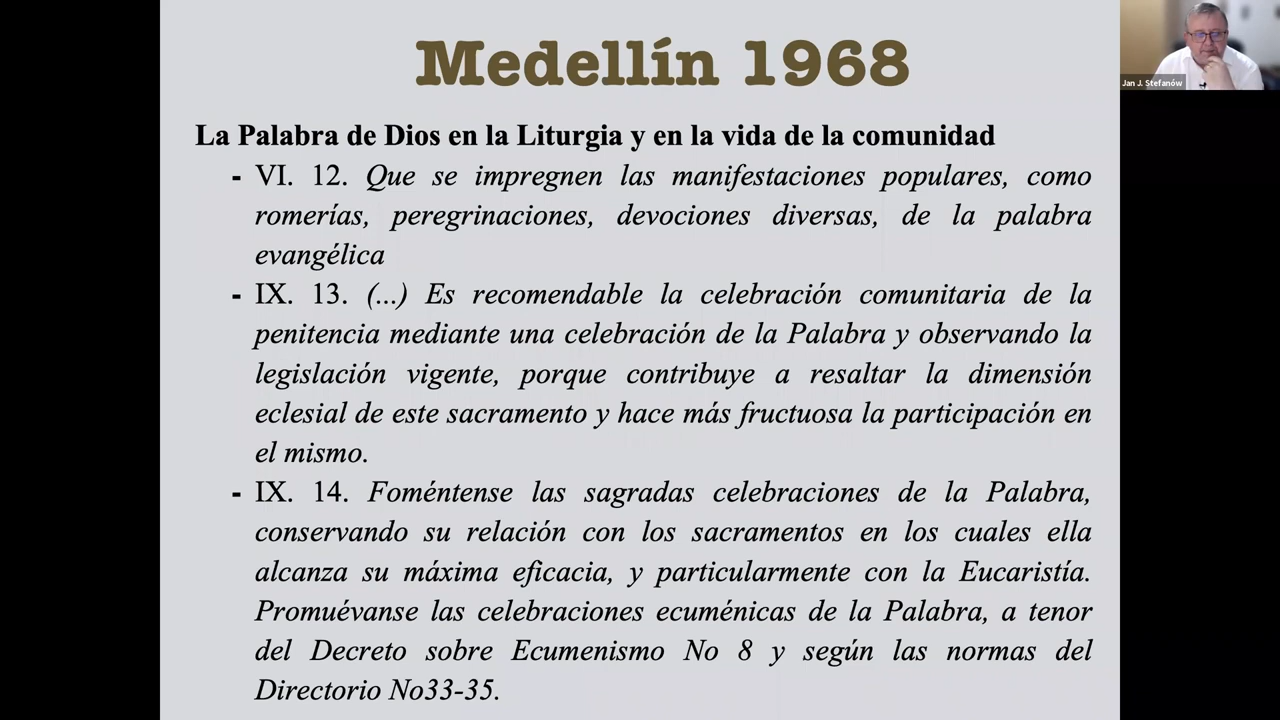 Medellín 1968
Jan J. Stefanów
La Palabra de Dios en la Liturgia y en la vida de la comunidad
- VI. 12. Que se impregnen las manifestaciones populares, como
romerías, peregrinaciones, devociones diversas, de la palabra
evangélica
- IX. 13. (...) Es recomendable la celebración comunitaria de la
penitencia mediante una celebración de la Palabra y observando la
legislación vigente, porque contribuye a resaltar la dimensión
eclesial de este sacramento y hace más fructuosa la participación en
el mismo.
- IX. 14. Foméntense las sagradas celebraciones de la Palabra,
conservando su relación con los sacramentos en los cuales ella
alcanza su máxima eficacia, y particularmente con la Eucaristía.
Promuévanse las celebraciones ecuménicas de la Palabra, a tenor
del Decreto sobre Ecumenismo No 8 y según las normas del
Directorio No33-35.